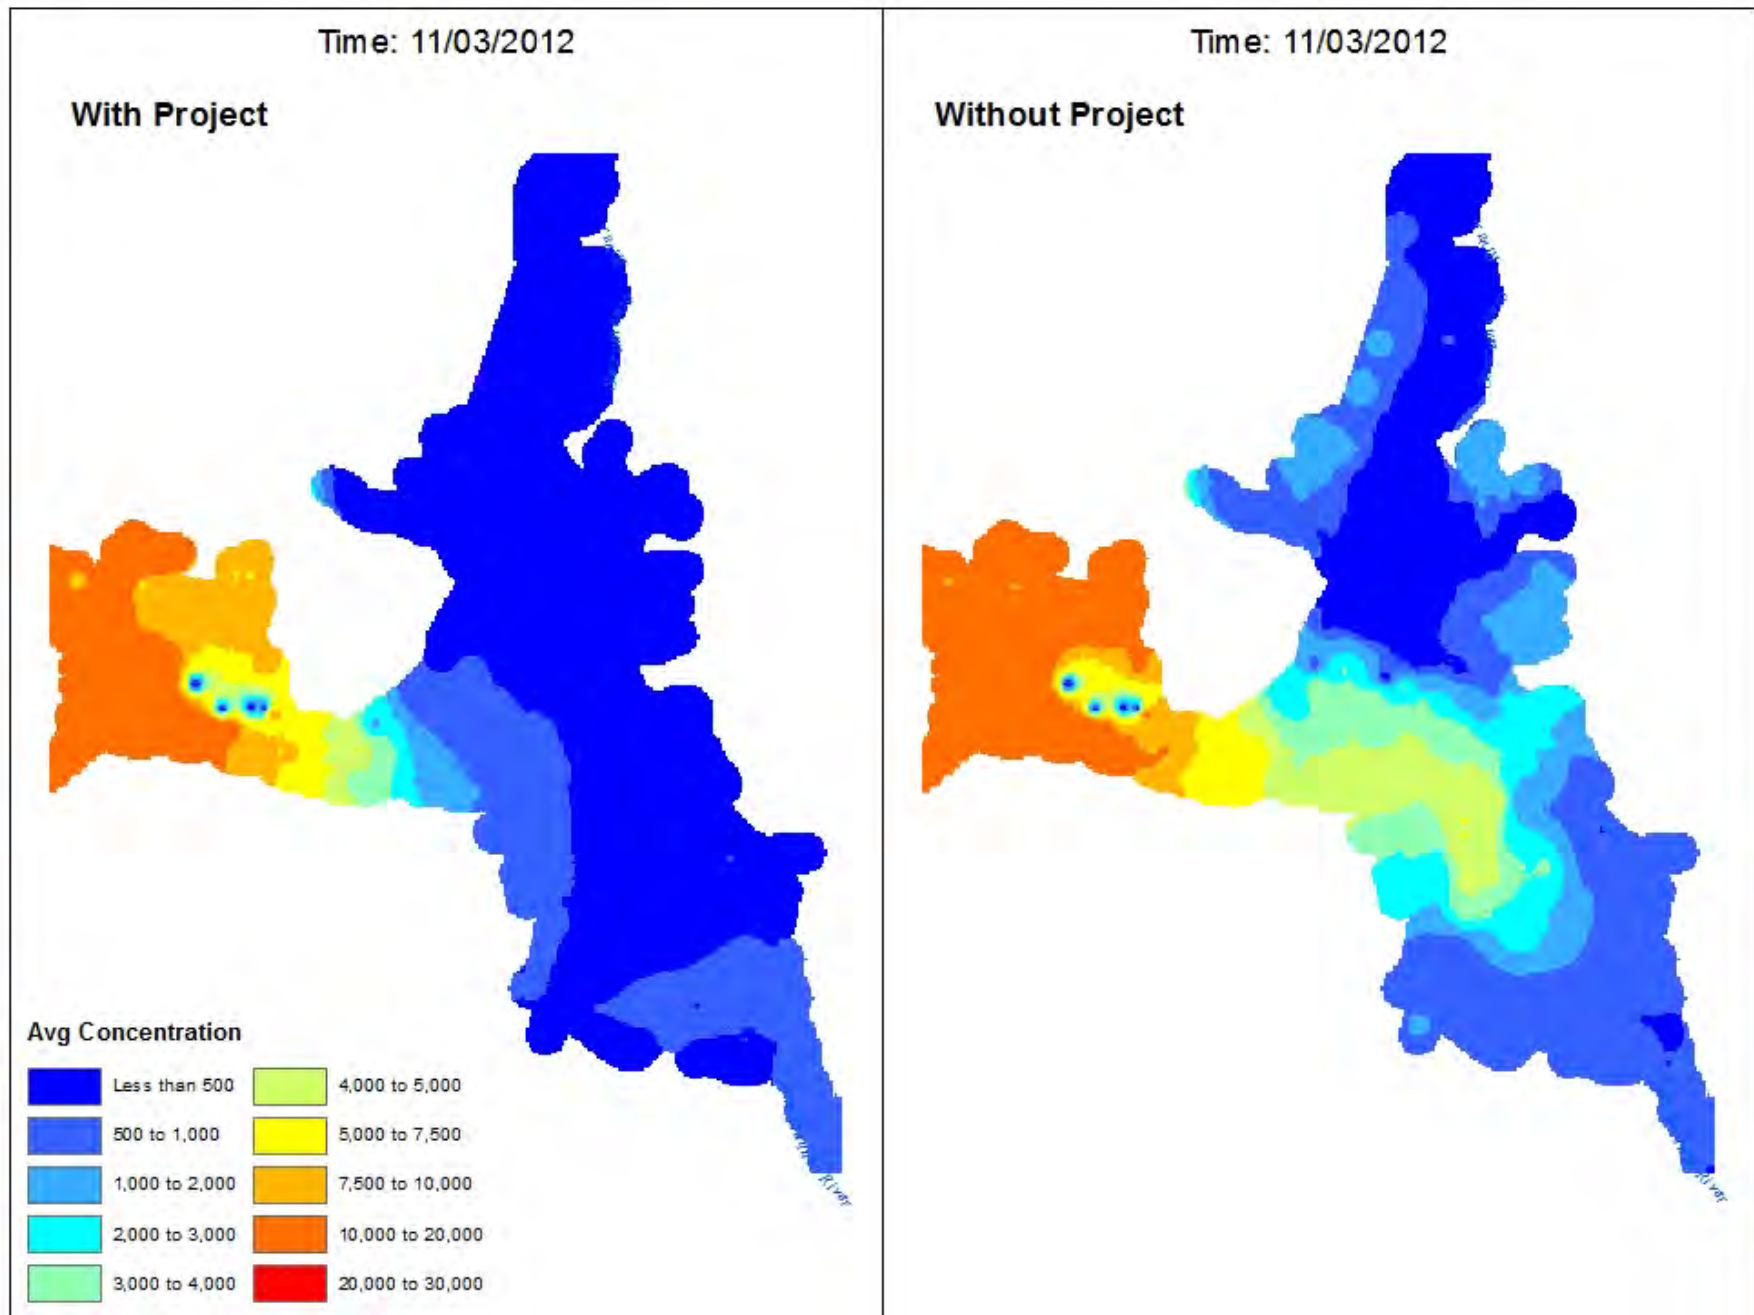 Time: 11/03/2012
With Project
Avg Concentration
Less than 500
500 to 1,000
1,000 to 2,000
2,000 to 3,000
3,000 to 4,000
4,000 to 5,000
5,000 to 7,500
7,500 to 10,000
10,000 to 20,000
20,000 to 30,000
River
Time: 11/03/2012
Without Project
River